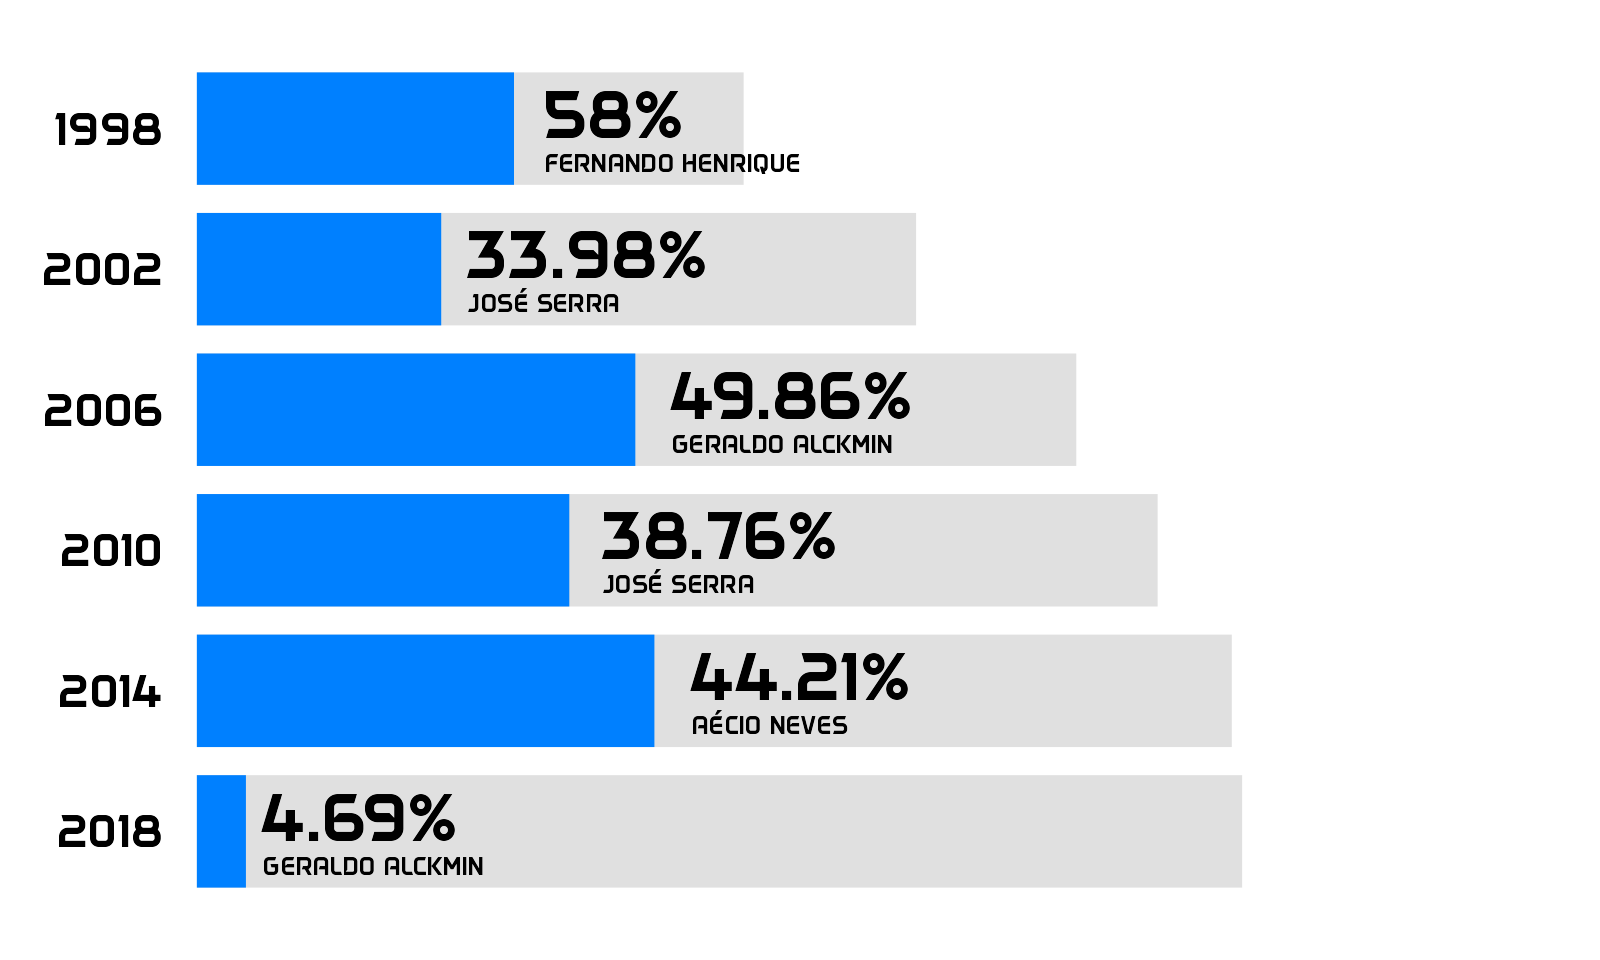 1998
58%
FERNANDO HENRIQUE
2002
33.98%
JOSÉ SERRA
2006
49.86%
GERALDO ALCKMIN
2010
38.76%
JOSÉ SERRA
2014
44.21%
AÉCIO NEVES
2018
4.69%
GERALDO ALCKMIN